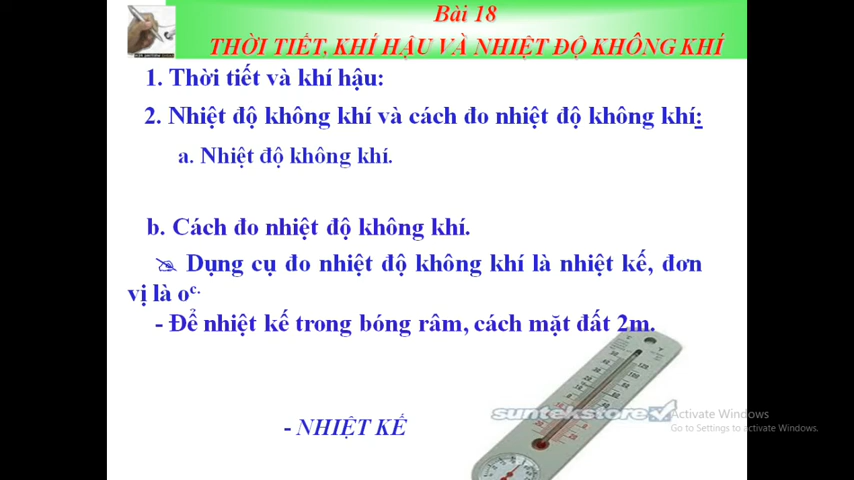 Bài 18
THỜI TIẾT, KHÍ HẬU VÀ NHIỆT ĐỘ KHÔNG KHÍ
1. Thời tiết và khí hậu:
2. Nhiệt độ không khí và cách đo nhiệt độ không khí:
a. Nhiệt độ không khí.
b. Cách đo nhiệt độ không khí.
Dụng cụ đo nhiệt độ không khí là nhiệt kế, đơn
vị là oc.
- Để nhiệt kế trong bóng râm, cách mặt đất 2m.
suntekstore
Activate Windows
Go to Settings to activate Windows.
- NHIỆT KẾ